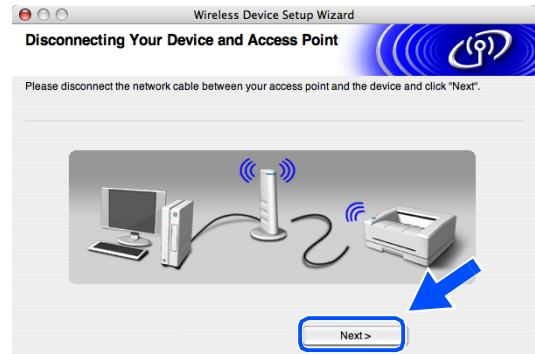 Wireless Device Setup Wizard
Disconnecting Your Device and Access Point
Please disconnect the network cable between your access point and the device and click "Next".
Next >